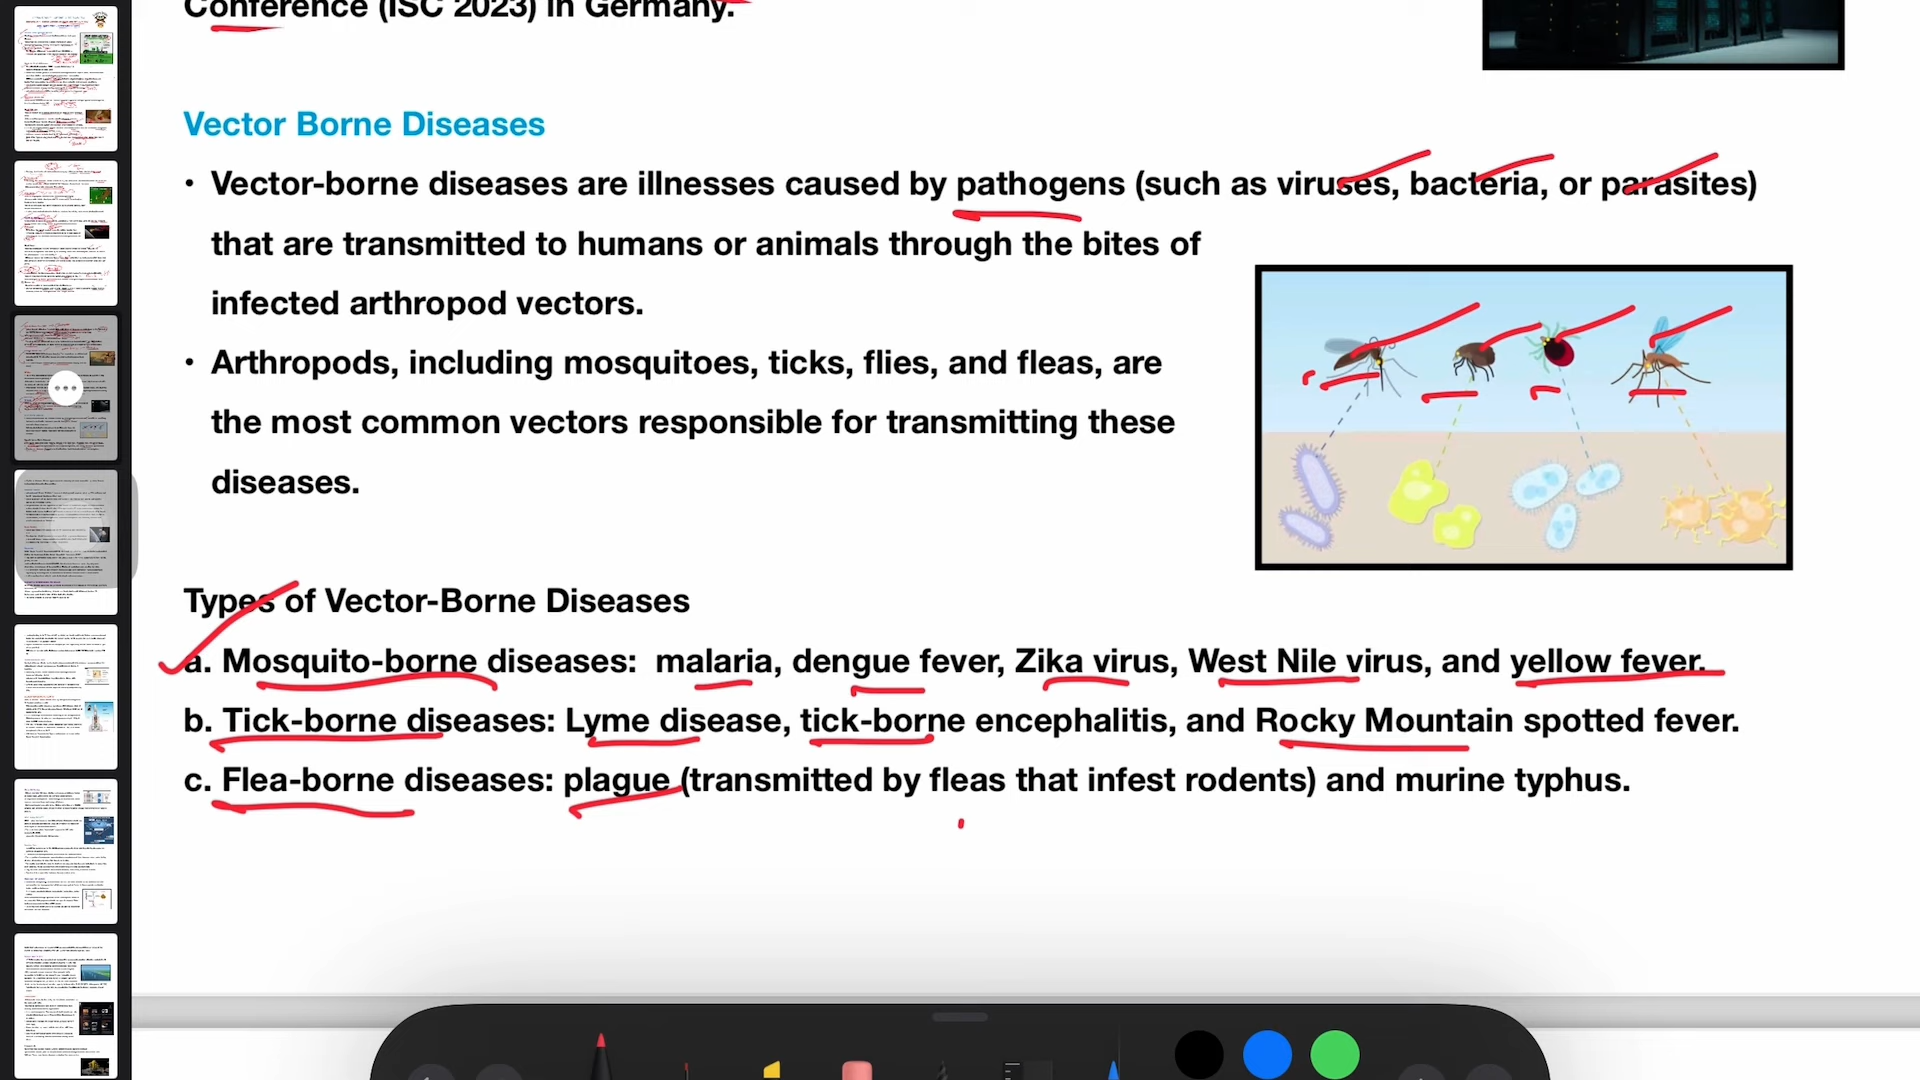 Conference (ISC 2023) in Germany.
Vector Borne Diseases
• Vector-borne diseases are illnesses caused by pathogens (such as viruses, bacteria, or parasites)
that are transmitted to humans or animals through the bites of
infected arthropod vectors.
• Arthropods, including mosquitoes, ticks, flies, and fleas, are
the most common vectors responsible for transmitting these
diseases.
Types of Vector-Borne Diseases
a. Mosquito-borne diseases: malaria, dengue fever, Zika virus, West Nile virus, and yellow fever.
b. Tick-borne diseases: Lyme disease, tick-borne encephalitis, and Rocky Mountain spotted fever.
c. Flea-borne diseases: plague (transmitted by fleas that infest rodents) and murine typhus.